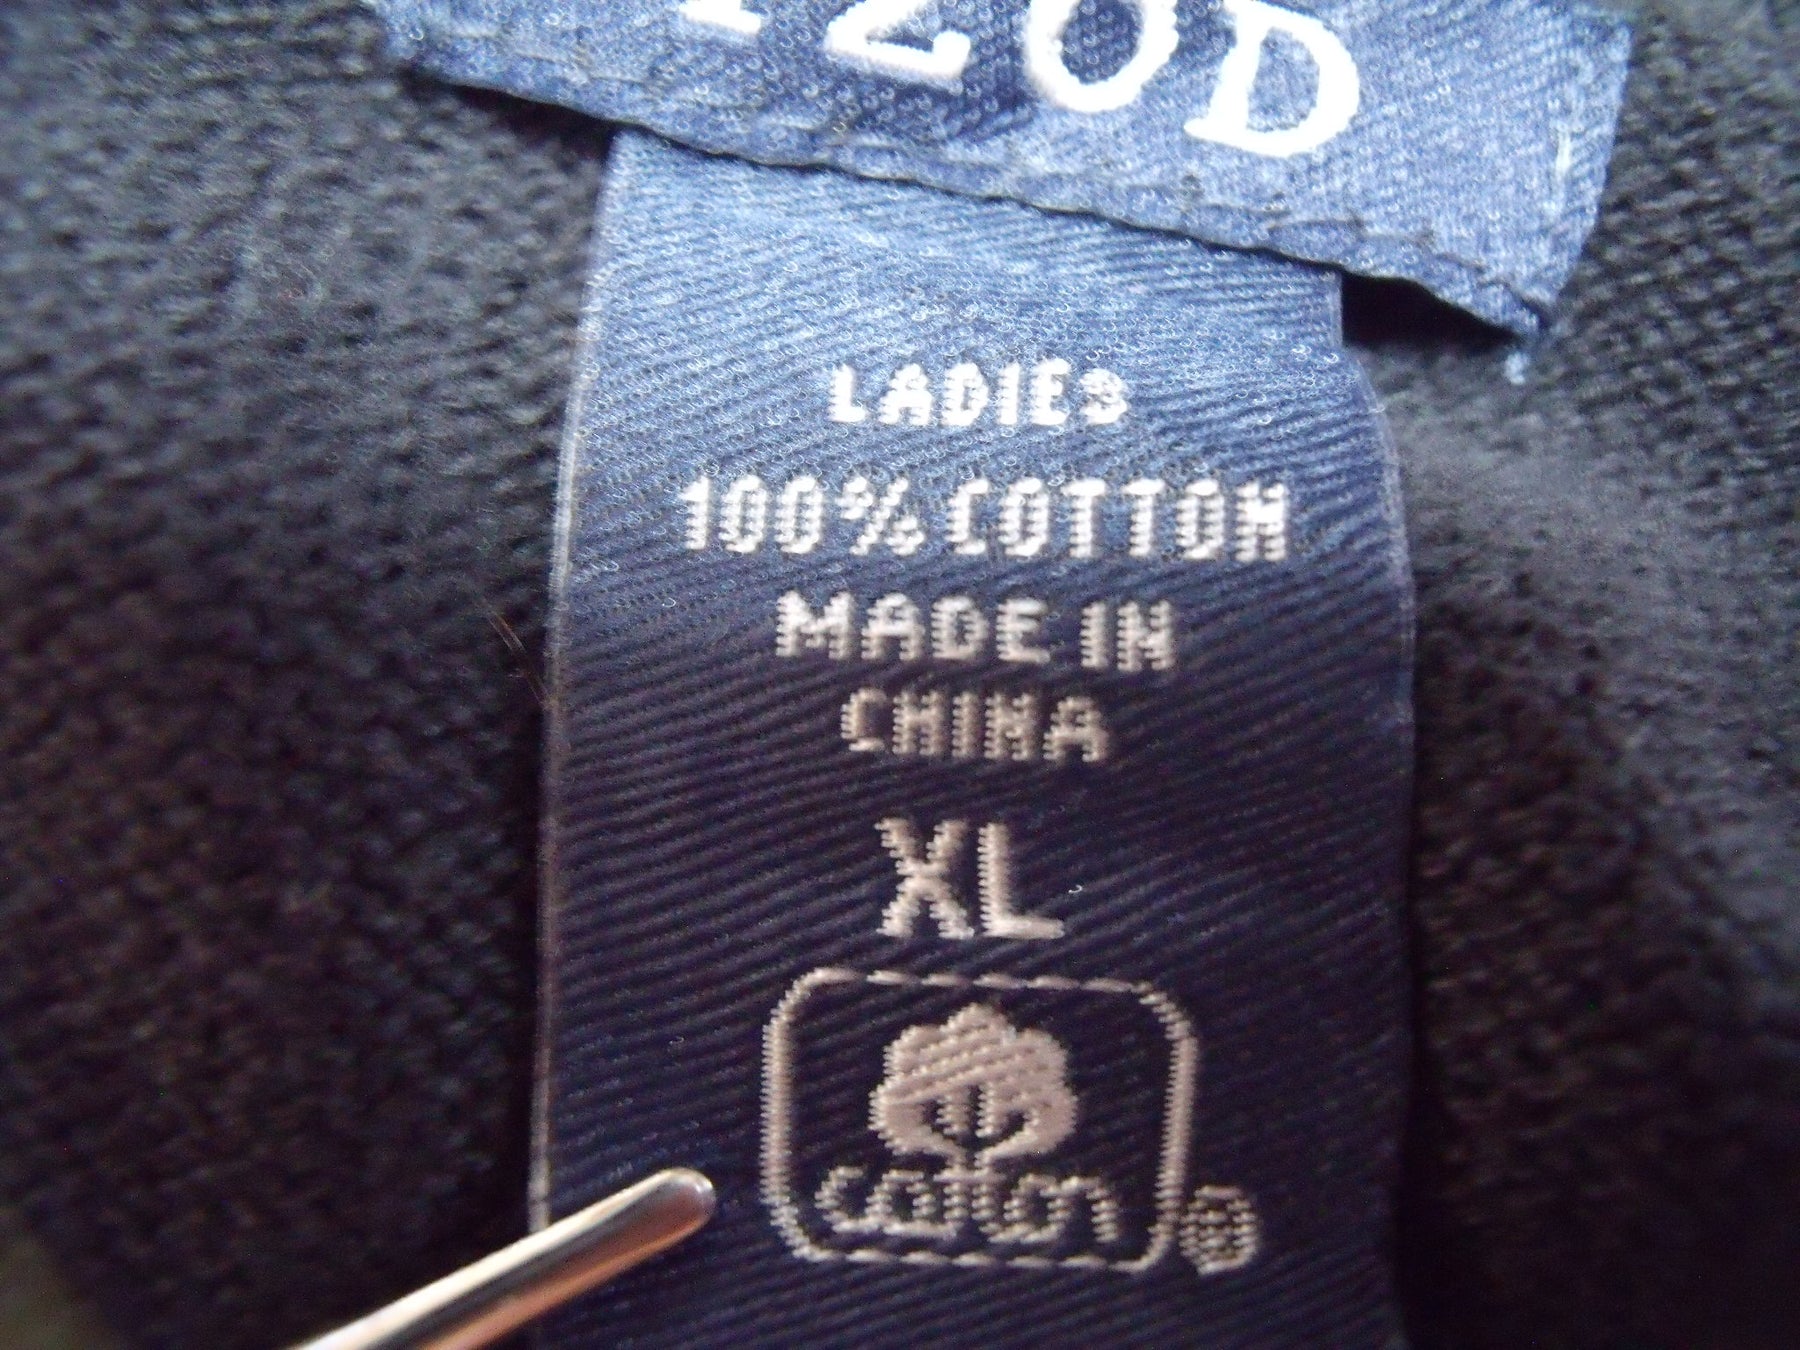 IZOD
LADIES
100% COTTON
MADE IN
CHINA
XL
cotton
®